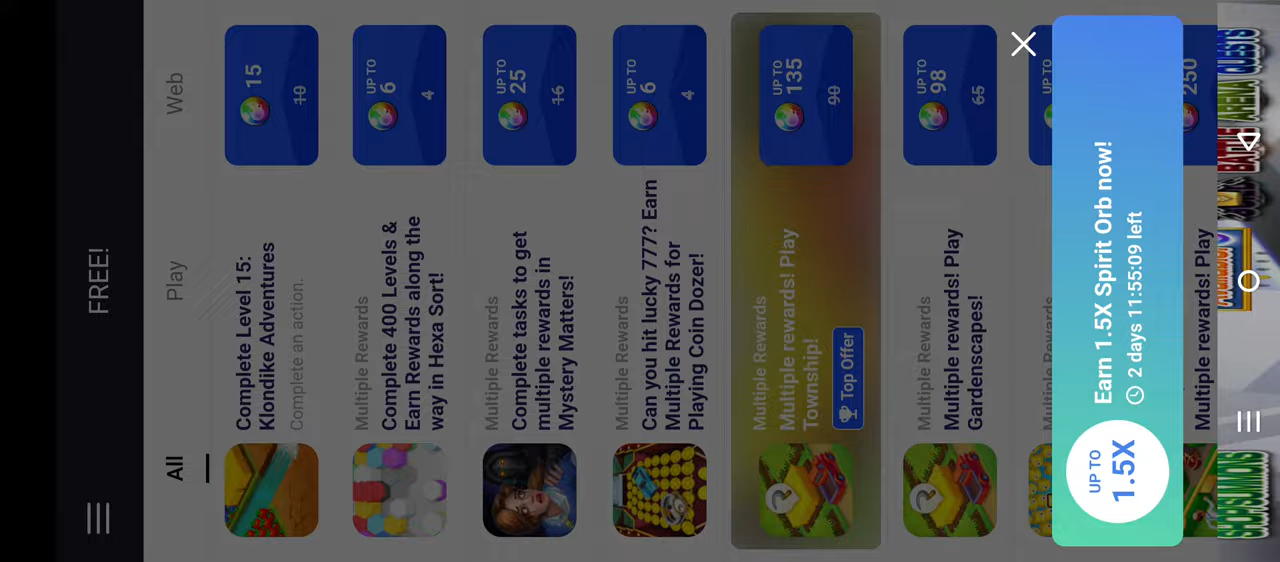 FREE!
All
Play
Web
Complete Level 15:
Klondike Adventures
Complete an action.
15
10
Multiple Rewards
Complete 400 Levels &
Earn Rewards along the
way in Hexa Sort!
UP TO
6
4
Multiple Rewards
Complete tasks to get
multiple rewards in
Mystery Matters!
UP TO
25
16
Multiple Rewards
Can you hit lucky 777? Earn
Multiple Rewards for
Playing Coin Dozer!
UP TO
6
4
Multiple Rewards
Multiple rewards! Play
Township!
Top Offer
UP TO
135
90
Multiple Rewards
Multiple rewards! Play
Gardenscapes!
UP TO
98
65
UP TO
1.5X
Earn 1.5X Spirit Orb now!
2 days 11:55:09 left
Multiple rewards! Play
250
SHOP
SUMMONS
BATTLE
ARENA
QUESTS